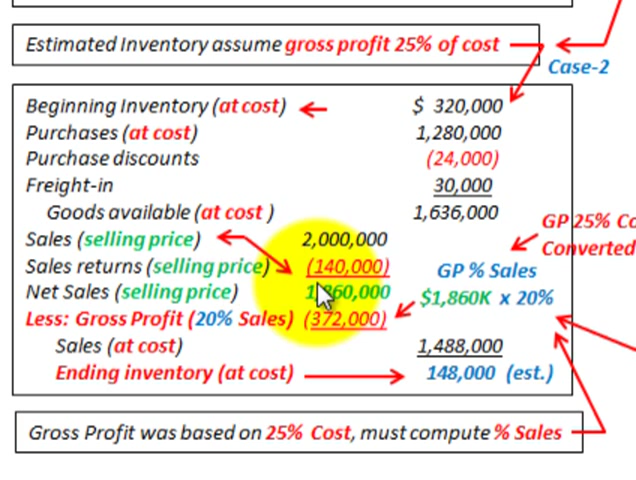 Estimated Inventory assume gross profit 25% of cost
Case-2
Beginning Inventory (at cost) $ 320,000
Purchases (at cost) 1,280,000
Purchase discounts (24,000)
Freight-in 30,000
Goods available (at cost ) 1,636,000
GP 25% Co
Sales (selling price) 2,000,000
Converted
Sales returns (selling price) (140,000) GP % Sales
Net Sales (selling price) 1,860,000 $1,860K x 20%
Less: Gross Profit (20% Sales) (372,000)
Sales (at cost) 1,488,000
Ending inventory (at cost) 148,000 (est.)
Gross Profit was based on 25% Cost, must compute % Sales